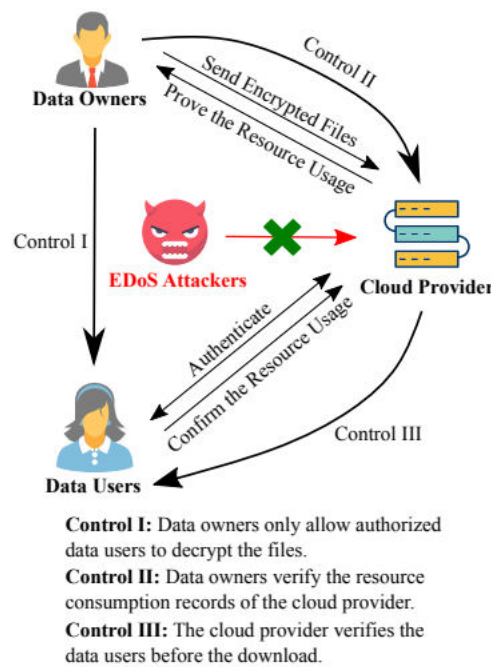 Control II
Send Encrypted Files
Prove the Resource Usage
Data Owners
Control I
EDoS Attackers
Cloud Provider
Authenticate
Confirm the Resource Usage
Control III
Data Users
Control I: Data owners only allow authorized
data users to decrypt the files.
Control II: Data owners verify the resource
consumption records of the cloud provider.
Control III: The cloud provider verifies the
data users before the download.